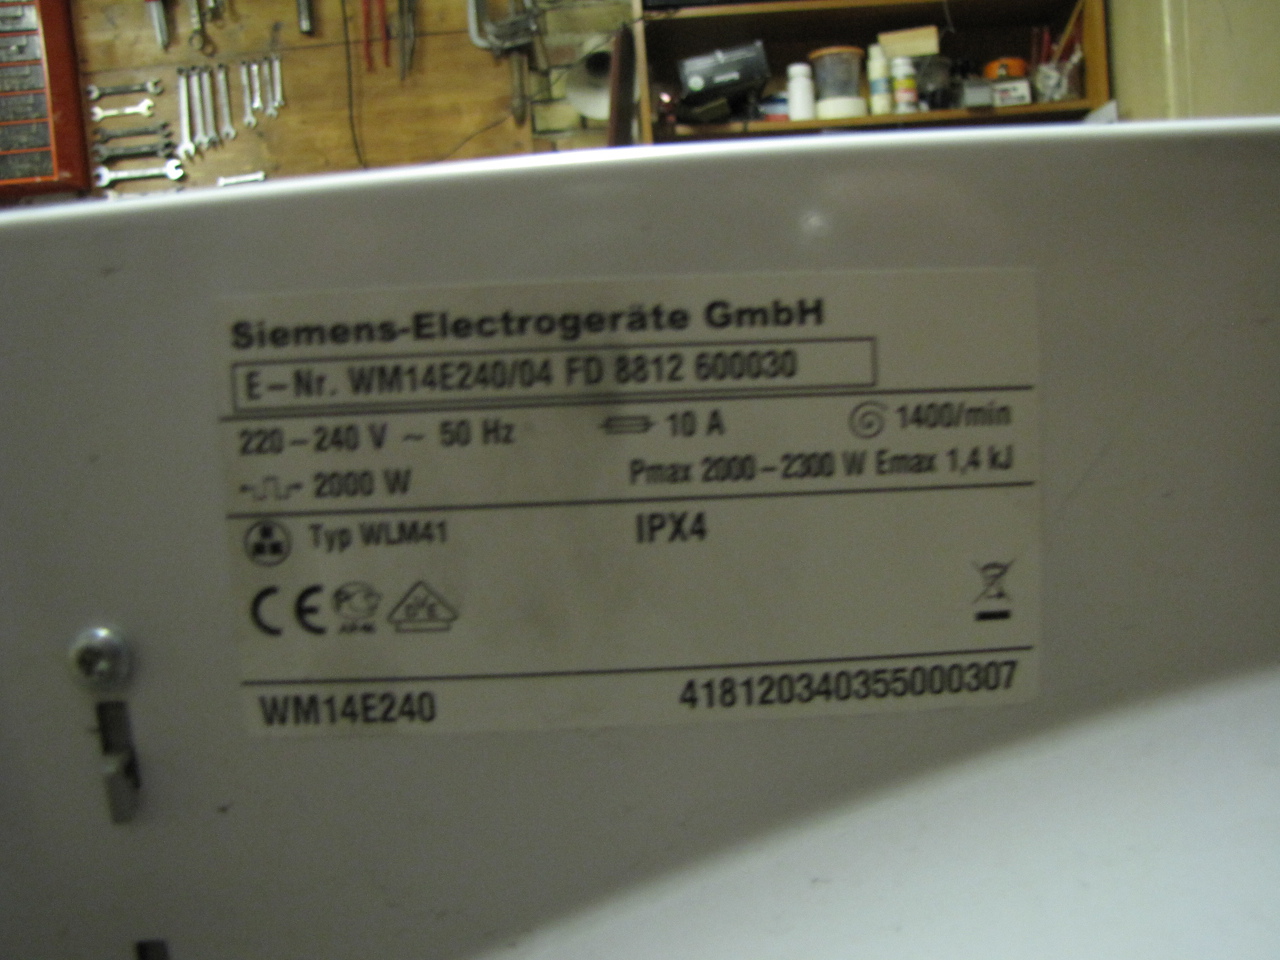 Siemens-Electrogeräte GmbH
E-Nr. WM14E240/04 FD 8812 600030
220-240 V ~ 50 Hz 10 A 1400/min
2000 W Pmax 2000-2300 W Emax 1,4 kJ
Typ WLM41 IPX4
CE
WM14E240 418120340355000307